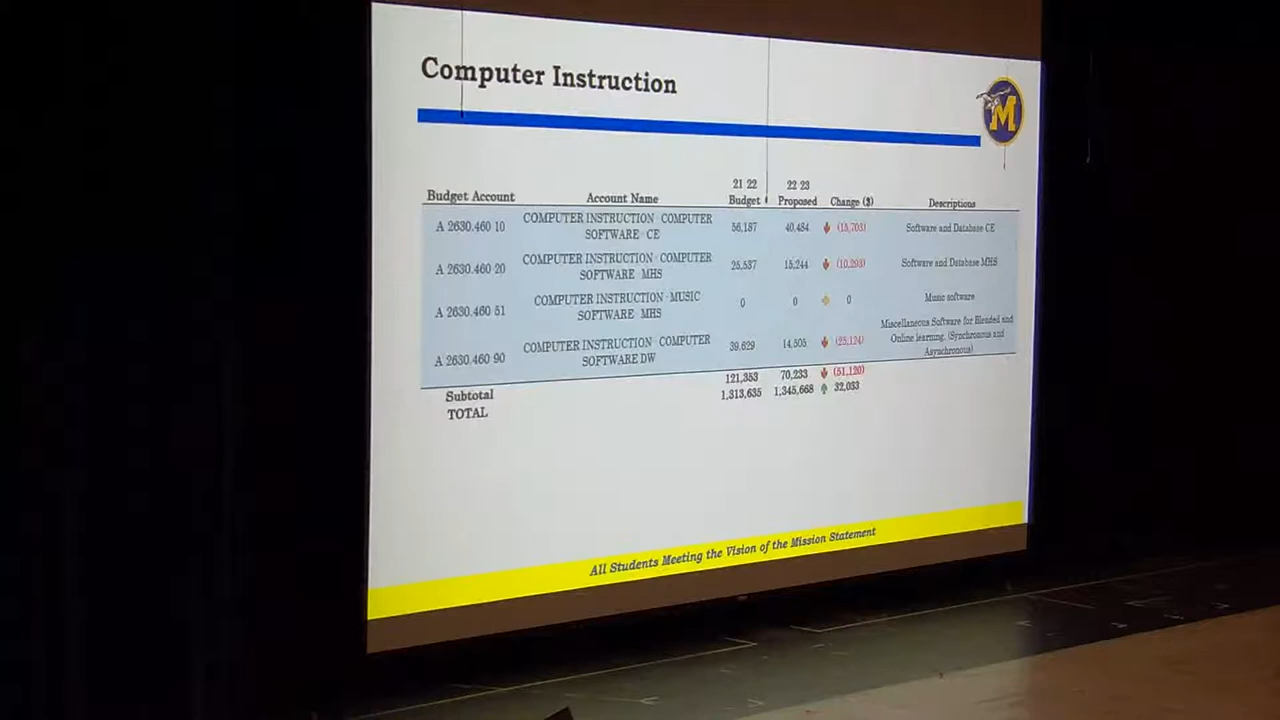 Computer Instruction
M
21 22 22 23
Budget Account Account Name Budget Proposed Change ($) Descriptions
A 2630.460 10 COMPUTER INSTRUCTION COMPUTER SOFTWARE CE 56,187 40,484 (15,703) Software and Database CE
A 2630.460 20 COMPUTER INSTRUCTION COMPUTER SOFTWARE MHS 25,537 15,244 (10,293) Software and Database MHS
A 2630.460 51 COMPUTER INSTRUCTION MUSIC SOFTWARE MHS 0 0 0 Music software
A 2630.460 90 COMPUTER INSTRUCTION COMPUTER SOFTWARE DW 39,629 14,505 (25,124) Miscellaneous Software for Blended and Online learning. (Synchronous and Asynchronous)
Subtotal 121,353 70,233 (51,120)
TOTAL 1,313,635 1,345,668 32,033
All Students Meeting the Vision of the Mission Statement